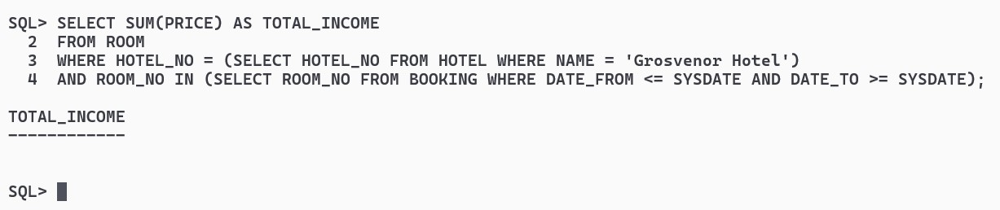 SQL> SELECT SUM(PRICE) AS TOTAL_INCOME
  2  FROM ROOM
  3  WHERE HOTEL_NO = (SELECT HOTEL_NO FROM HOTEL WHERE NAME = 'Grosvenor Hotel')
  4  AND ROOM_NO IN (SELECT ROOM_NO FROM BOOKING WHERE DATE_FROM <= SYSDATE AND DATE_TO >= SYSDATE);
TOTAL_INCOME
------------
SQL>